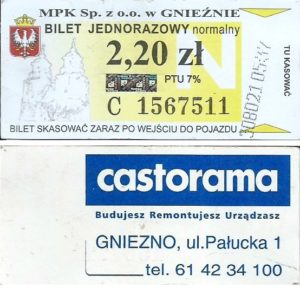 MPK Sp. z o.o. w GNIEŹNIE
BILET JEDNORAZOWY normalny
2,20 zł
PTU 7%
N
C 1567511
BILET SKASOWAĆ ZARAZ PO WEJŚCIU DO POJAZDU
TU KASOWAĆ
castorama
Budujesz Remontujesz Urządzasz
GNIEZNO, ul.Pałucka 1
tel. 61 42 34 100